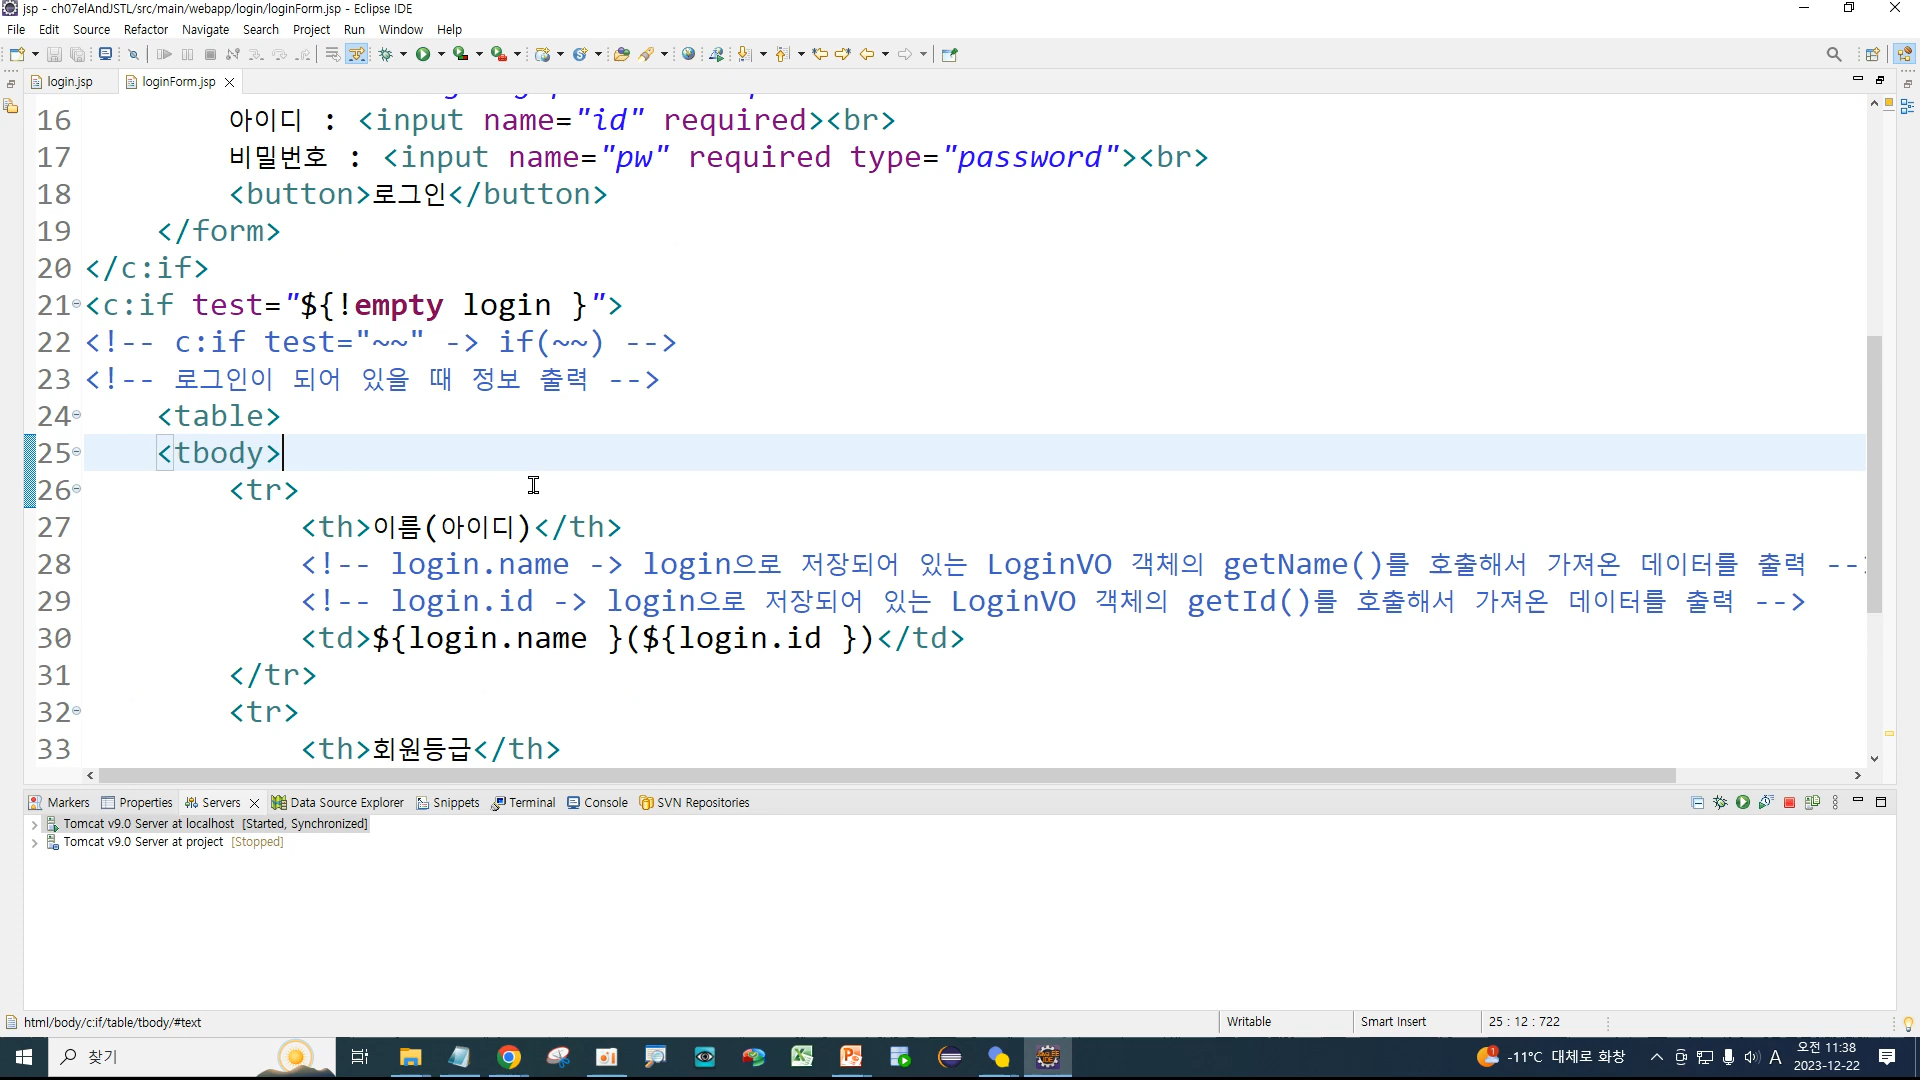 jsp - ch07elAndJSTL/src/main/webapp/login/loginForm.jsp - Eclipse IDE
File Edit Source Refactor Navigate Search Project Run Window Help
login.jsp loginForm.jsp
16 아이디 : <input name="id" required><br>
17 비밀번호 : <input name="pw" required type="password"><br>
18 <button>로그인</button>
19 </form>
20 </c:if>
21 <c:if test="${!empty login }">
22 <!-- c:if test="~~" -> if(~~) -->
23 <!-- 로그인이 되어 있을 때 정보 출력 -->
24 <table>
25 <tbody>
26 <tr>
27 <th>이름(아이디)</th>
28 <!-- login.name -> login으로 저장되어 있는 LoginVO 객체의 getName()를 호출해서 가져온 데이터를 출력 --
29 <!-- login.id -> login으로 저장되어 있는 LoginVO 객체의 getId()를 호출해서 가져온 데이터를 출력 -->
30 <td>${login.name }(${login.id })</td>
31 </tr>
32 <tr>
33 <th>회원등급</th>
Markers Properties Servers Data Source Explorer Snippets Terminal Console SVN Repositories
Tomcat v9.0 Server at localhost [Started, Synchronized]
Tomcat v9.0 Server at project [Stopped]
html/body/c:if/table/tbody/#text Writable Smart Insert 25 : 12 : 722
찾기 -11°C 대체로 화창 A 오전 11:38
2023-12-22